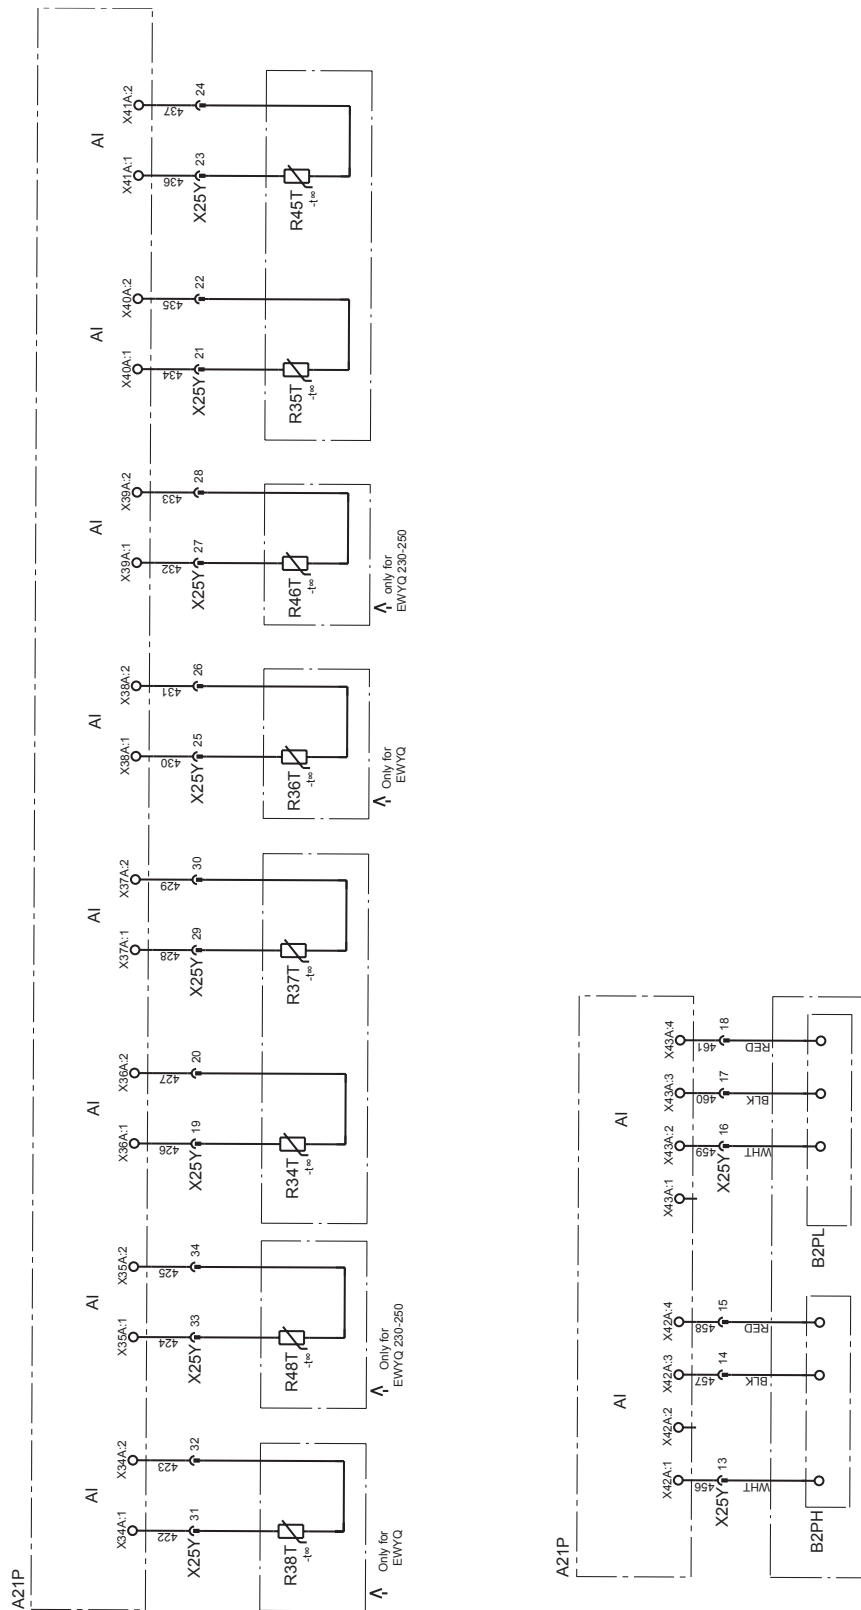 A21P
AI
AI
AI
AI
AI
AI
AI
AI
X34A:1
X34A:2
X35A:1
X35A:2
X36A:1
X36A:2
X37A:1
X37A:2
X38A:1
X38A:2
X39A:1
X39A:2
X40A:1
X40A:2
X41A:1
X41A:2
422
423
424
425
426
427
428
429
430
431
432
433
434
435
436
437
X25Y
31
32
X25Y
33
34
X25Y
19
20
X25Y
29
30
X25Y
25
26
X25Y
27
28
X25Y
21
22
X25Y
23
24
R38T
-t°
R48T
-t°
R34T
-t°
R37T
-t°
R36T
-t°
R46T
-t°
R35T
-t°
R45T
-t°
Only for
EWYQ
Only for
EWYQ 230-250
Only for
EWYQ
only for
EWYQ 230-250
A21P
AI
AI
X42A:1
X42A:2
X42A:3
X42A:4
X43A:1
X43A:2
X43A:3
X43A:4
456
457
458
459
460
461
X25Y
13
14
15
X25Y
16
17
18
WHT
BLK
RED
WHT
BLK
RED
B2PH
B2PL